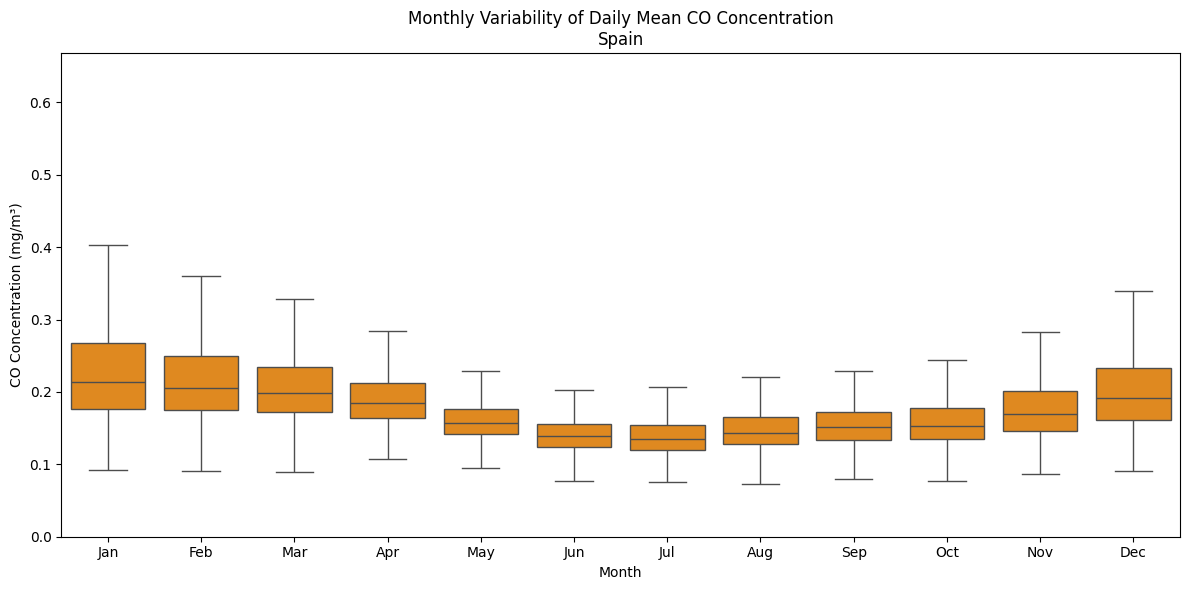 Monthly Variability of Daily Mean CO Concentration
Spain
CO Concentration (mg/m³)
0.6
0.5
0.4
0.3
0.2
0.1
0.0
Jan Feb Mar Apr May Jun Jul Aug Sep Oct Nov Dec
Month